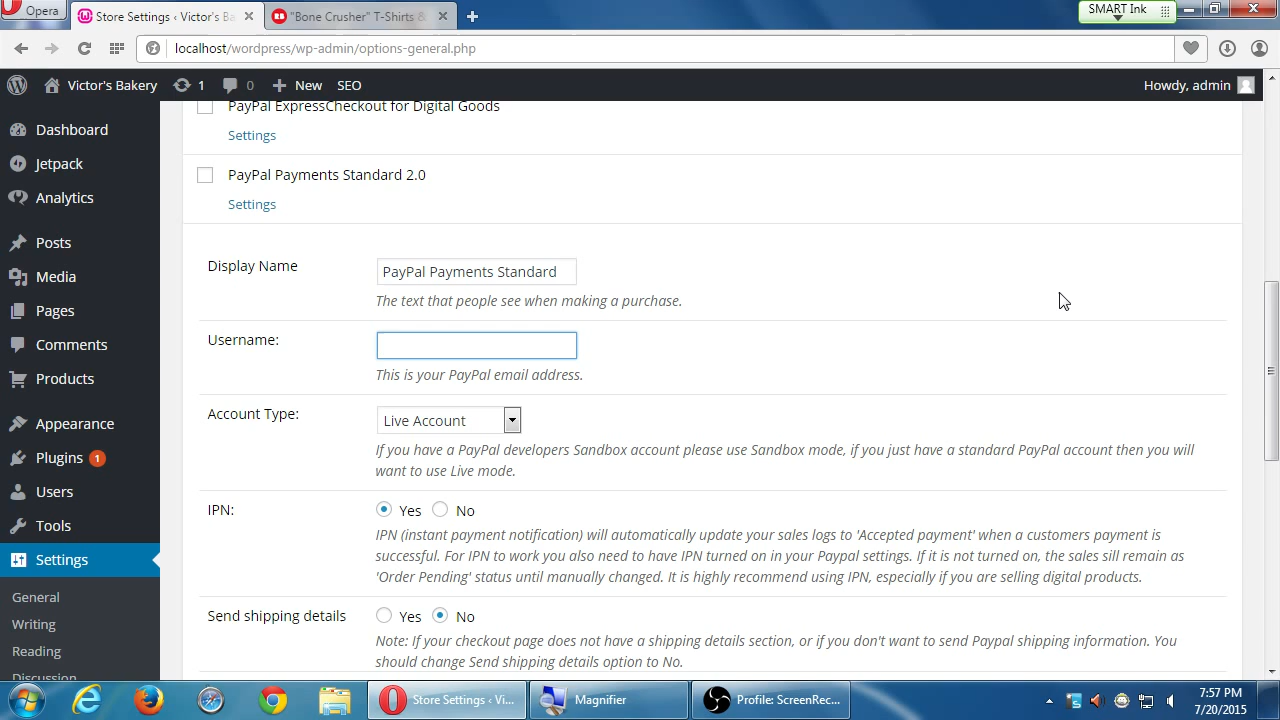 Opera
Store Settings ‹ Victor's Ba
"Bone Crusher" T-Shirts &
SMART Ink
localhost/wordpress/wp-admin/options-general.php
Victor's Bakery
1
0
New
SEO
Howdy, admin
Dashboard
Jetpack
Analytics
Posts
Media
Pages
Comments
Products
Appearance
Plugins 1
Users
Tools
Settings
General
Writing
Reading
Discussion
PayPal ExpressCheckout for Digital Goods
Settings
PayPal Payments Standard 2.0
Settings
Display Name
PayPal Payments Standard
The text that people see when making a purchase.
Username:
This is your PayPal email address.
Account Type:
Live Account
If you have a PayPal developers Sandbox account please use Sandbox mode, if you just have a standard PayPal account then you will
want to use Live mode.
IPN:
Yes No
IPN (instant payment notification) will automatically update your sales logs to 'Accepted payment' when a customers payment is
successful. For IPN to work you also need to have IPN turned on in your Paypal settings. If it is not turned on, the sales sill remain as
'Order Pending' status until manually changed. It is highly recommend using IPN, especially if you are selling digital products.
Send shipping details
Yes No
Note: If your checkout page does not have a shipping details section, or if you don't want to send Paypal shipping information. You
should change Send shipping details option to No.
Store Settings ‹ Vi...
Magnifier
Profile: ScreenRec...
7:57 PM
7/20/2015